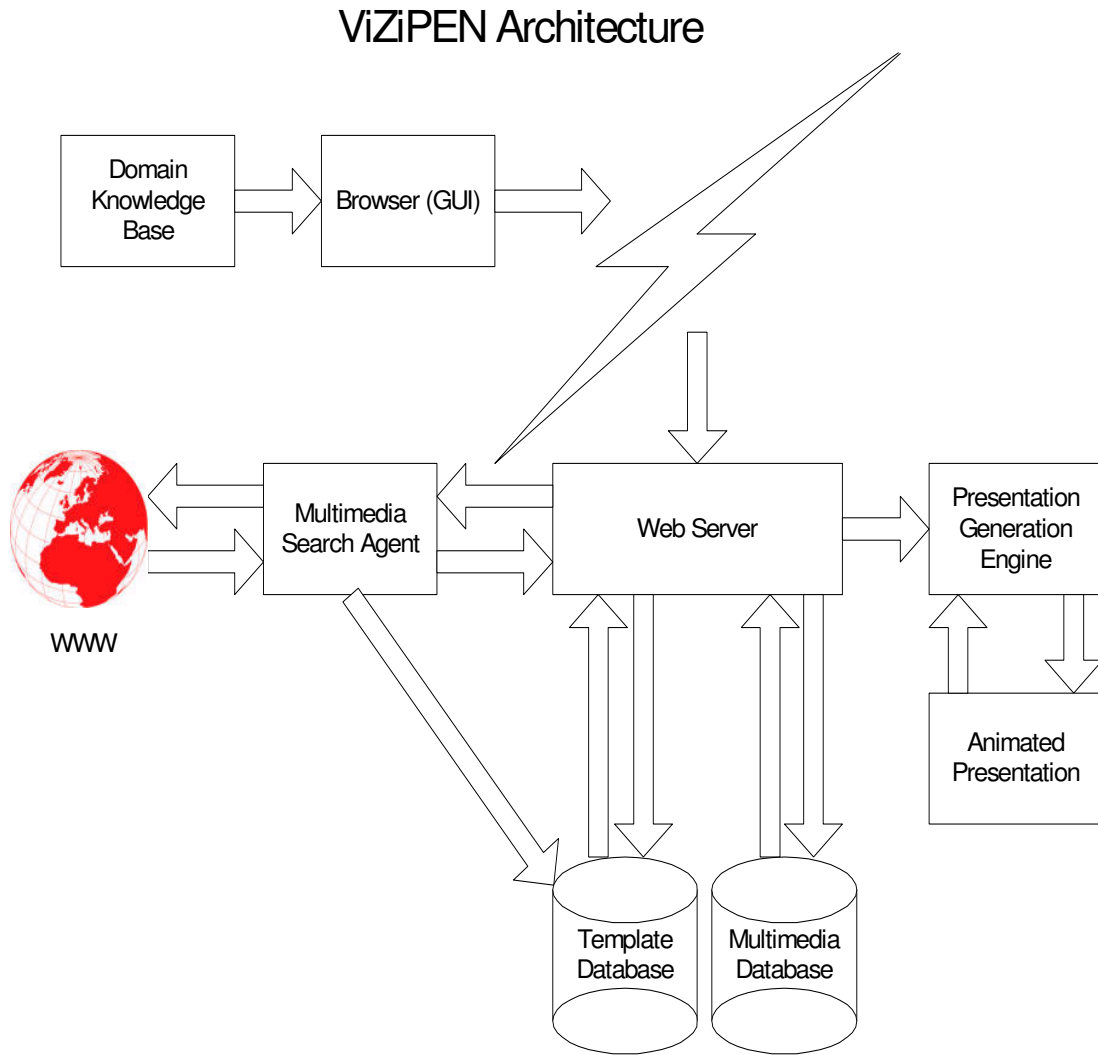 ViZiPEN Architecture
Domain
Knowledge
Base
Browser (GUI)
WWW
Multimedia
Search Agent
Web Server
Presentation
Generation
Engine
Animated
Presentation
Template
Database
Multimedia
Database